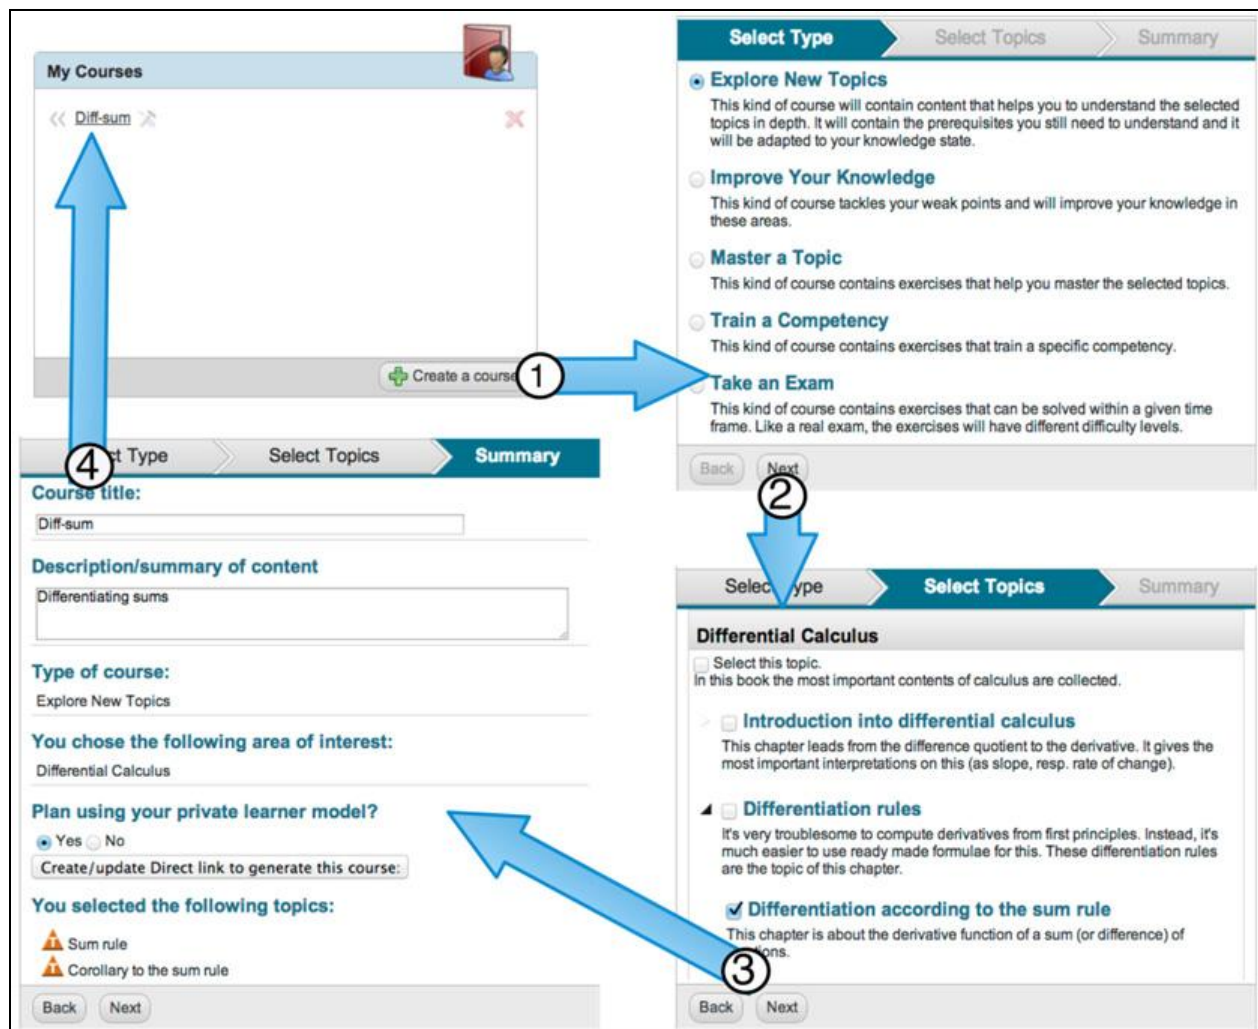 My Courses
Diff-sum
Create a course
1
Select Type
Select Topics
Summary
Explore New Topics
This kind of course will contain content that helps you to understand the selected
topics in depth. It will contain the prerequisites you still need to understand and it
will be adapted to your knowledge state.
Improve Your Knowledge
This kind of course tackles your weak points and will improve your knowledge in
these areas.
Master a Topic
This kind of course contains exercises that help you master the selected topics.
Train a Competency
This kind of course contains exercises that train a specific competency.
Take an Exam
This kind of course contains exercises that can be solved within a given time
frame. Like a real exam, the exercises will have different difficulty levels.
Back
Next
2
Select Type
Select Topics
Summary
Differential Calculus
Select this topic.
In this book the most important contents of calculus are collected.
Introduction into differential calculus
This chapter leads from the difference quotient to the derivative. It gives the
most important interpretations on this (as slope, resp. rate of change).
Differentiation rules
It's very troublesome to compute derivatives from first principles. Instead, it's
much easier to use ready made formulae for this. These differentiation rules
are the topic of this chapter.
Differentiation according to the sum rule
This chapter is about the derivative function of a sum (or difference) of
3
Back
Next
4
Type
Select Topics
Summary
Course title:
Diff-sum
Description/summary of content
Differentiating sums
Type of course:
Explore New Topics
You chose the following area of interest:
Differential Calculus
Plan using your private learner model?
Yes
No
Create/update Direct link to generate this course:
You selected the following topics:
Sum rule
Corollary to the sum rule
Back
Next